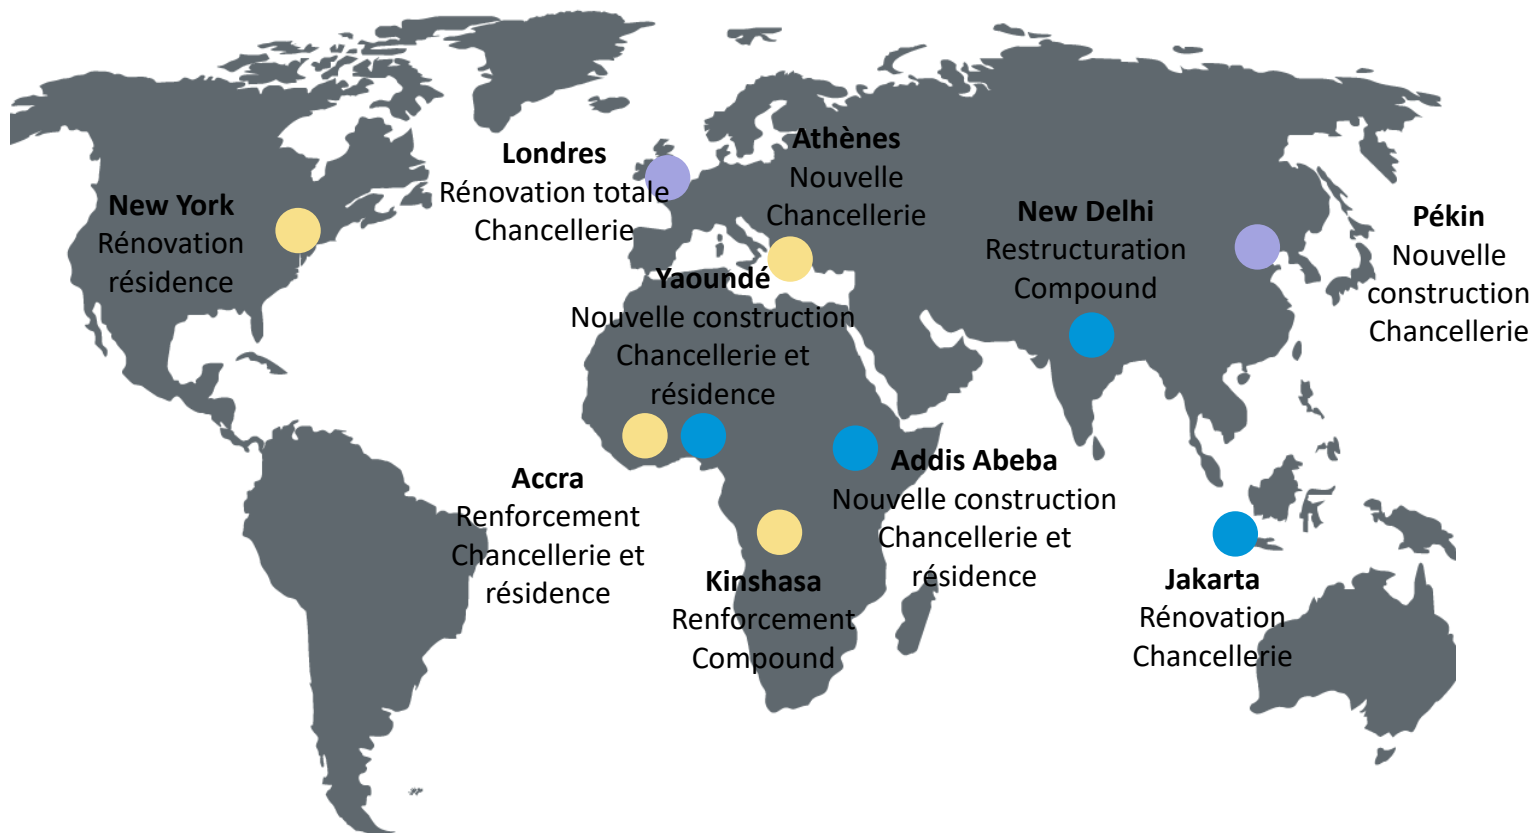 New York
Rénovation
résidence
Londres
Rénovation totale
Chancellerie
Athènes
Nouvelle
Chancellerie
New Delhi
Restructuration
Compound
Pékin
Nouvelle
construction
Chancellerie
Yaoundé
Nouvelle construction
Chancellerie et
résidence
Accra
Renforcement
Chancellerie et
résidence
Kinshasa
Renforcement
Compound
Addis Abeba
Nouvelle construction
Chancellerie et
résidence
Jakarta
Rénovation
Chancellerie